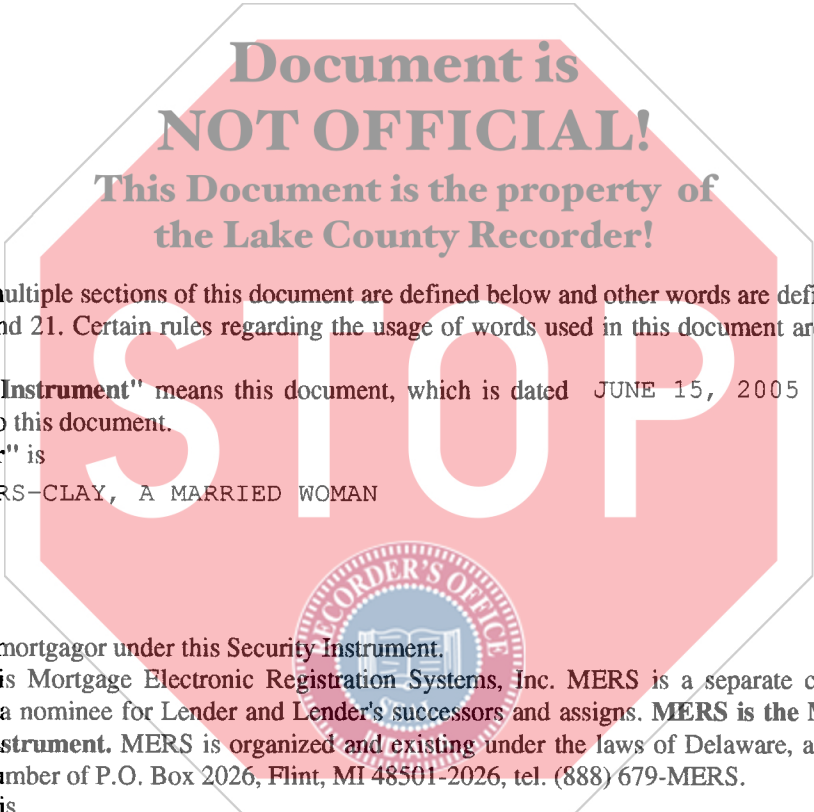 Document is
NOT OFFICIAL!
This Document is the property of
the Lake County Recorder!
ultiple sections of this document are defined below and other words are defi
nd 21. Certain rules regarding the usage of words used in this document ar
Instrument" means this document, which is dated JUNE 15, 2005
o this document.
r" is
RS-CLAY, A MARRIED WOMAN
STOP
RECORDER'S OFFICE
mortgagor under this Security Instrument.
is Mortgage Electronic Registration Systems, Inc. MERS is a separate c
a nominee for Lender and Lender's successors and assigns. MERS is the M
strument. MERS is organized and existing under the laws of Delaware, a
umber of P.O. Box 2026, Flint, MI 48501-2026, tel. (888) 679-MERS.
is